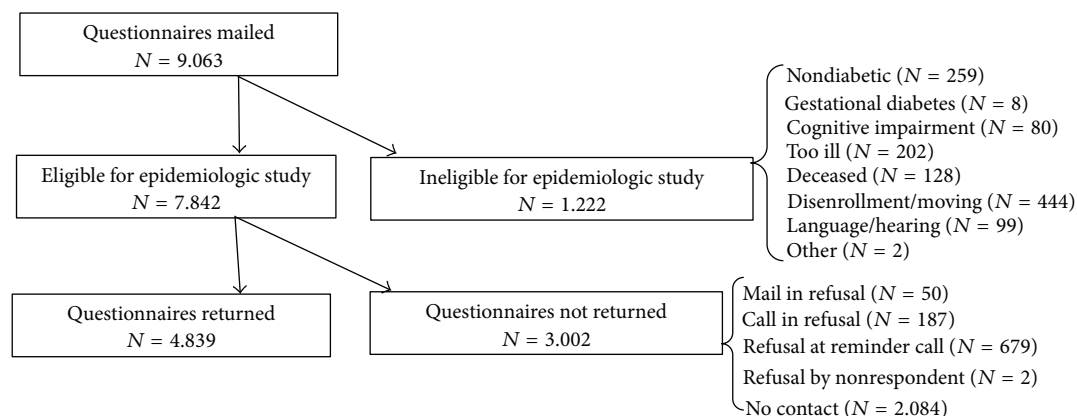 Questionnaires mailed
N = 9.063
Nondiabetic (N = 259)
Gestational diabetes (N = 8)
Cognitive impairment (N = 80)
Too ill (N = 202)
Deceased (N = 128)
Disenrollment/moving (N = 444)
Language/hearing (N = 99)
Other (N = 2)
Eligible for epidemiologic study
N = 7.842
Ineligible for epidemiologic study
N = 1.222
Questionnaires returned
N = 4.839
Questionnaires not returned
N = 3.002
Mail in refusal (N = 50)
Call in refusal (N = 187)
Refusal at reminder call (N = 679)
Refusal by nonrespondent (N = 2)
No contact (N = 2.084)